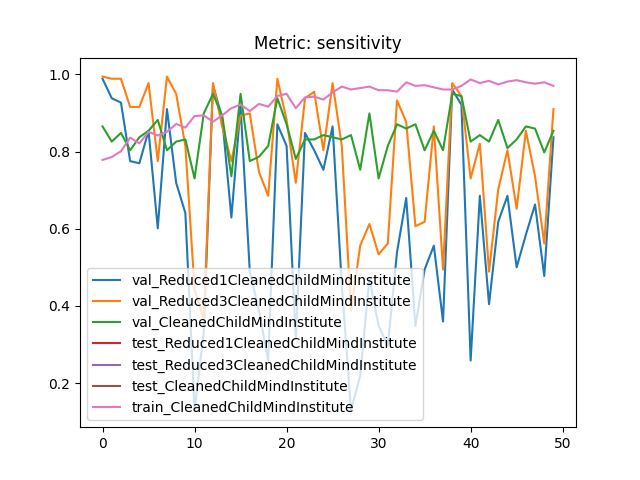 Metric: sensitivity
1.0
0.8
0.6
0.4
0.2
val_Reduced1CleanedChildMindInstitute
val_Reduced3CleanedChildMindInstitute
val_CleanedChildMindInstitute
test_Reduced1CleanedChildMindInstitute
test_Reduced3CleanedChildMindInstitute
test_CleanedChildMindInstitute
train_CleanedChildMindInstitute
0 10 20 30 40 50